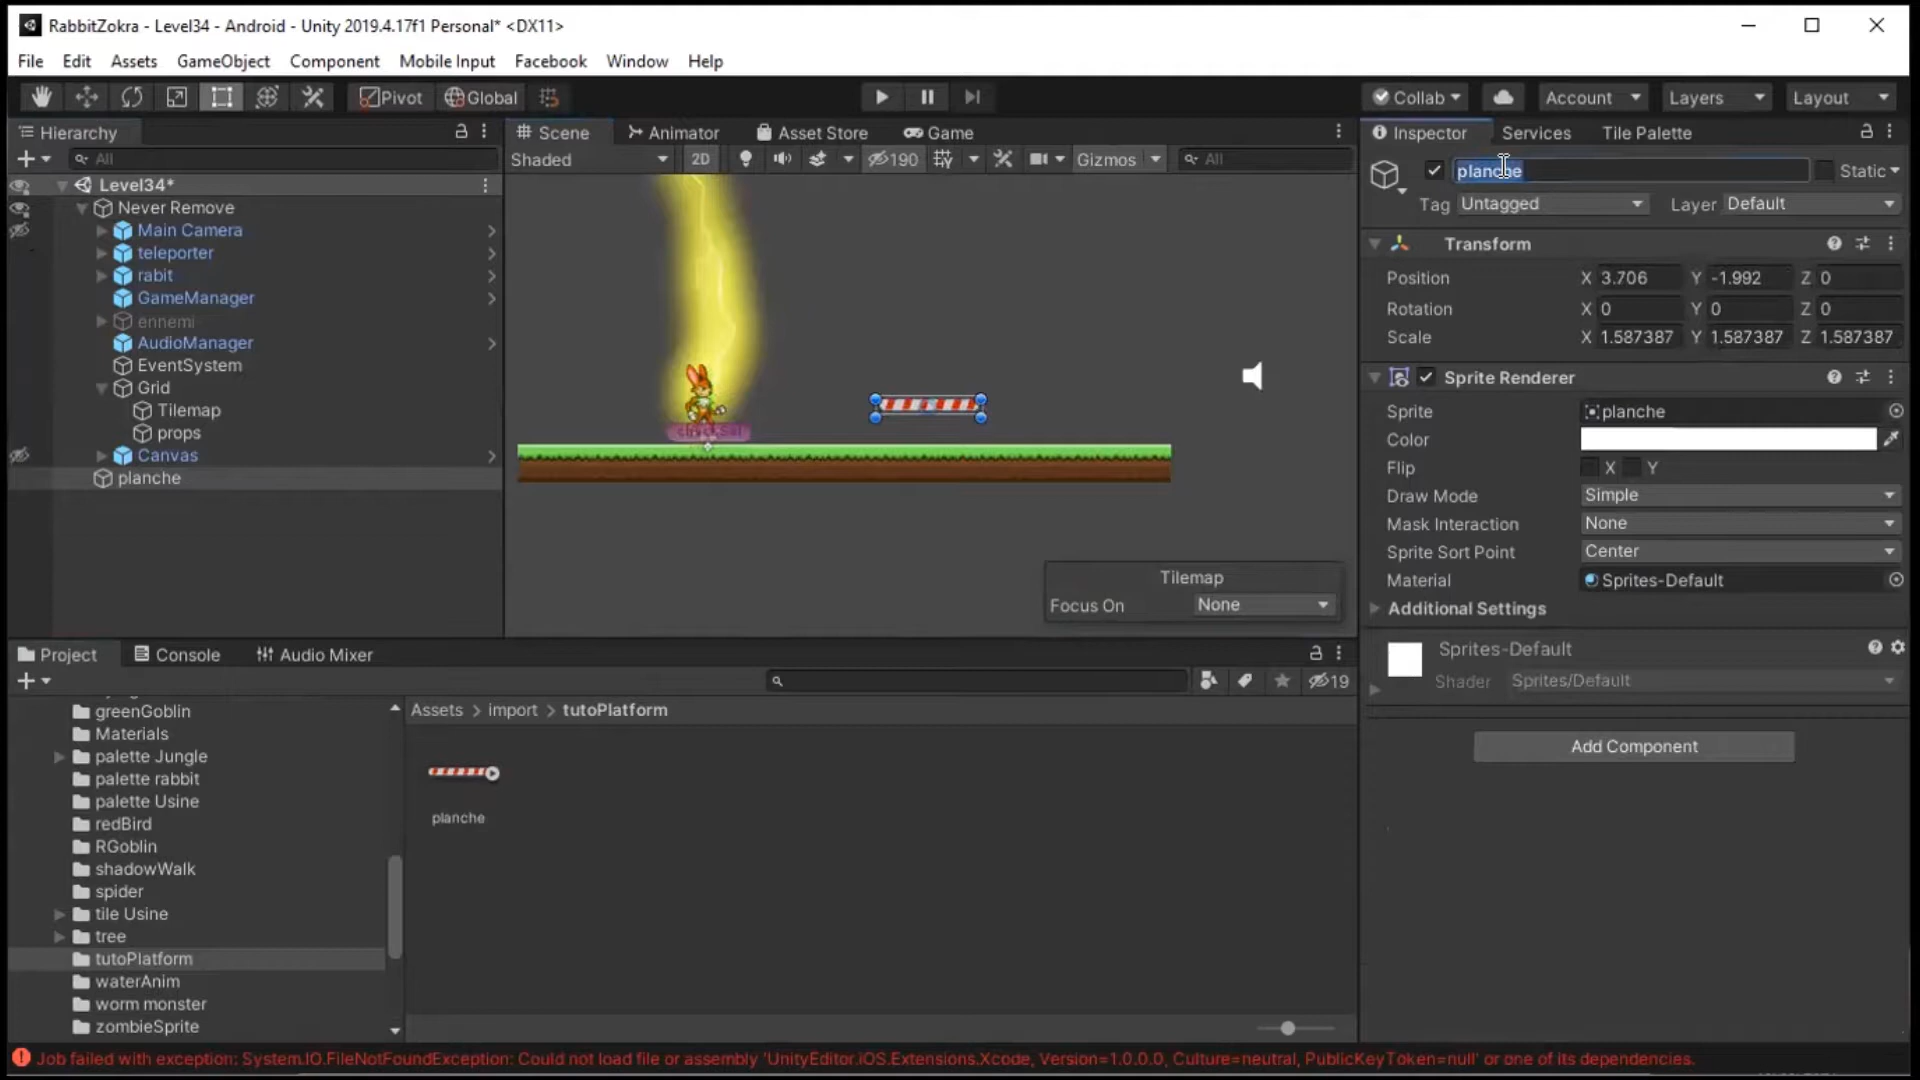 RabbitZokra - Level34 - Android - Unity 2019.4.17f1 Personal* <DX11>
File Edit Assets GameObject Component Mobile Input Facebook Window Help
Pivot Global Collab Account Layers Layout
Hierarchy
All
Level34*
Never Remove
Main Camera
teleporter
rabit
GameManager
ennemi
AudioManager
EventSystem
Grid
Tilemap
props
Canvas
planche
Scene Animator Asset Store Game
Shaded 2D 190 Gizmos All
Tilemap
Focus On None
Inspector Services Tile Palette
planche Static
Tag Untagged Layer Default
Transform
Position X 3.706 Y -1.992 Z 0
Rotation X 0 Y 0 Z 0
Scale X 1.587387 Y 1.587387 Z 1.587387
Sprite Renderer
Sprite planche
Color
Flip X Y
Draw Mode Simple
Mask Interaction None
Sprite Sort Point Center
Material Sprites-Default
Additional Settings
Sprites-Default
Shader Sprites/Default
Add Component
Project Console Audio Mixer
19
greenGoblin
Materials
palette Jungle
palette rabbit
palette Usine
redBird
RGoblin
shadowWalk
spider
tile Usine
tree
tutoPlatform
waterAnim
worm monster
zombieSprite
Assets > import > tutoPlatform
planche
Job failed with exception: System.IO.FileNotFoundException: Could not load file or assembly 'UnityEditor.iOS.Extensions.Xcode, Version=1.0.0.0, Culture=neutral, PublicKeyToken=null' or one of its dependencies.